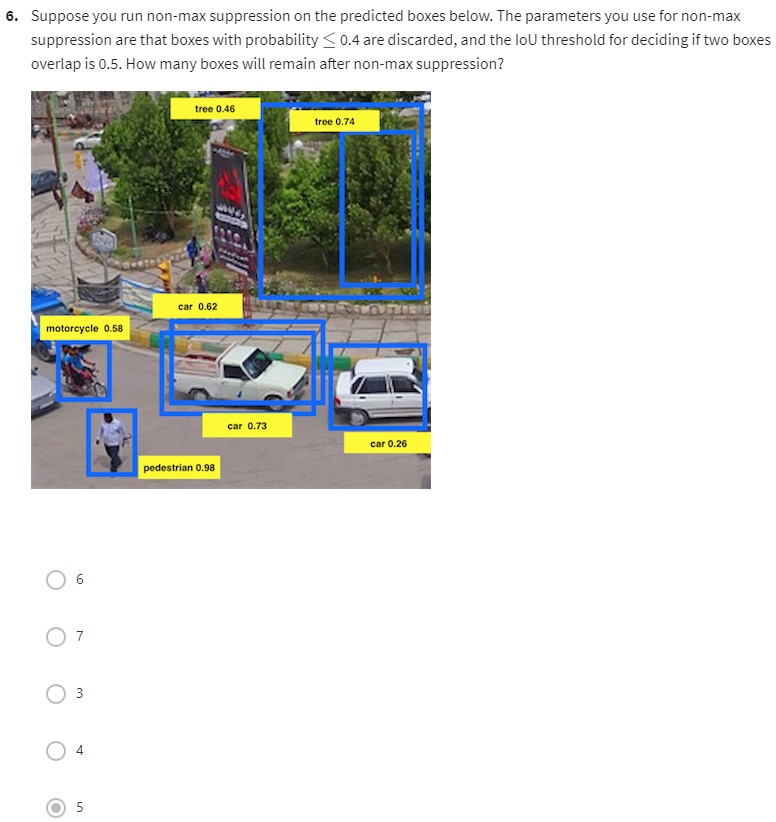 6. Suppose you run non-max suppression on the predicted boxes below. The parameters you use for non-max
suppression are that boxes with probability ≤ 0.4 are discarded, and the IoU threshold for deciding if two boxes
overlap is 0.5. How many boxes will remain after non-max suppression?
tree 0.46
tree 0.74
car 0.62
motorcycle 0.58
car 0.73
car 0.26
pedestrian 0.98
6
7
3
4
5